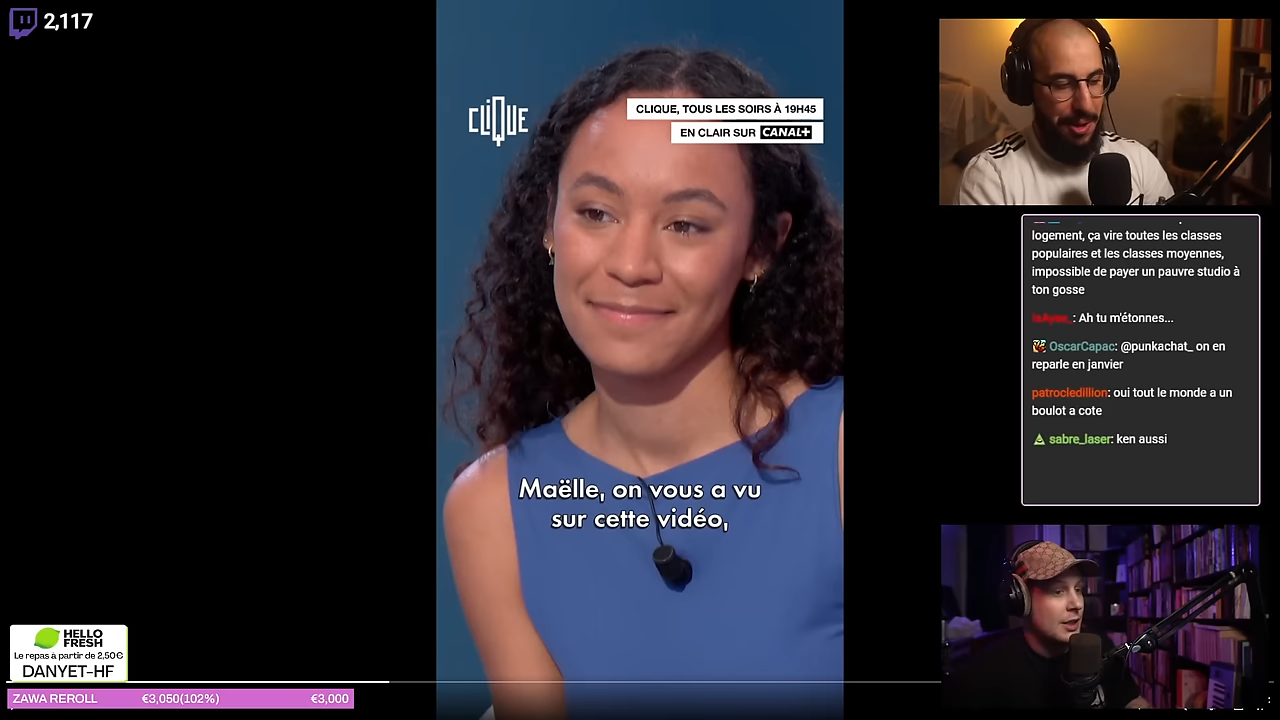 2,117
CLIQUE
CLIQUE, TOUS LES SOIRS À 19H45
EN CLAIR SUR CANAL+
Maëlle, on vous a vu
sur cette vidéo,
logement, ça vire toutes les classes
populaires et les classes moyennes,
impossible de payer un pauvre studio à
ton gosse
: Ah tu m'étonnes...
OscarCapac: @punkachat_ on en
reparle en janvier
patrocledillion: oui tout le monde a un
boulot a cote
sabre_laser: ken aussi
HELLO
FRESH
Le repas à partir de 2.50€
DANYET-HF
ZAWA REROLL €3,050(102%) €3,000